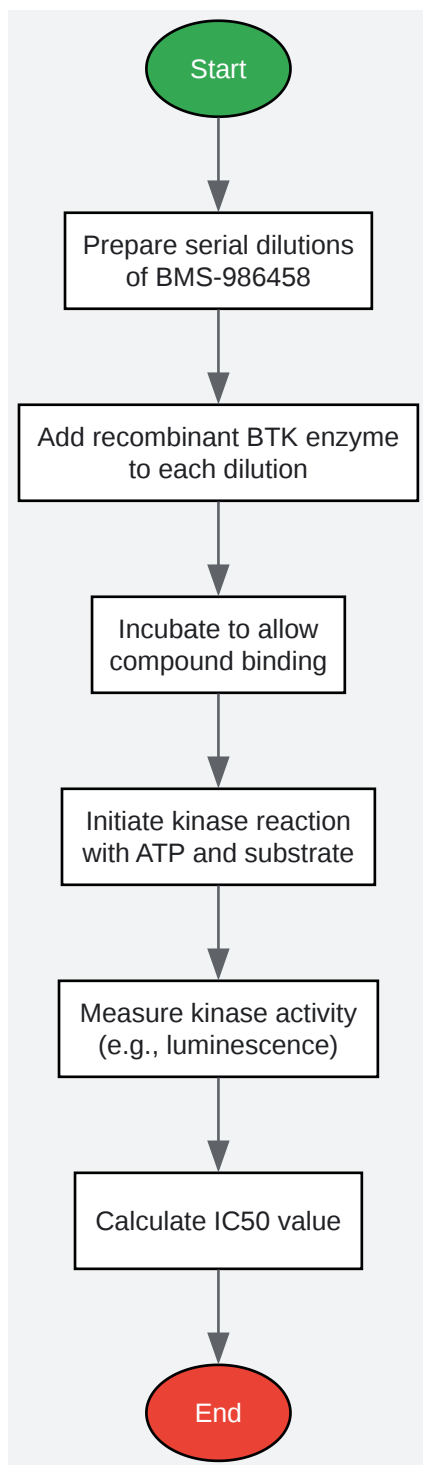 Start
Prepare serial dilutions
of BMS-986458
Add recombinant BTK enzyme
to each dilution
Incubate to allow
compound binding
Initiate kinase reaction
with ATP and substrate
Measure kinase activity
(e.g., luminescence)
Calculate IC50 value
End